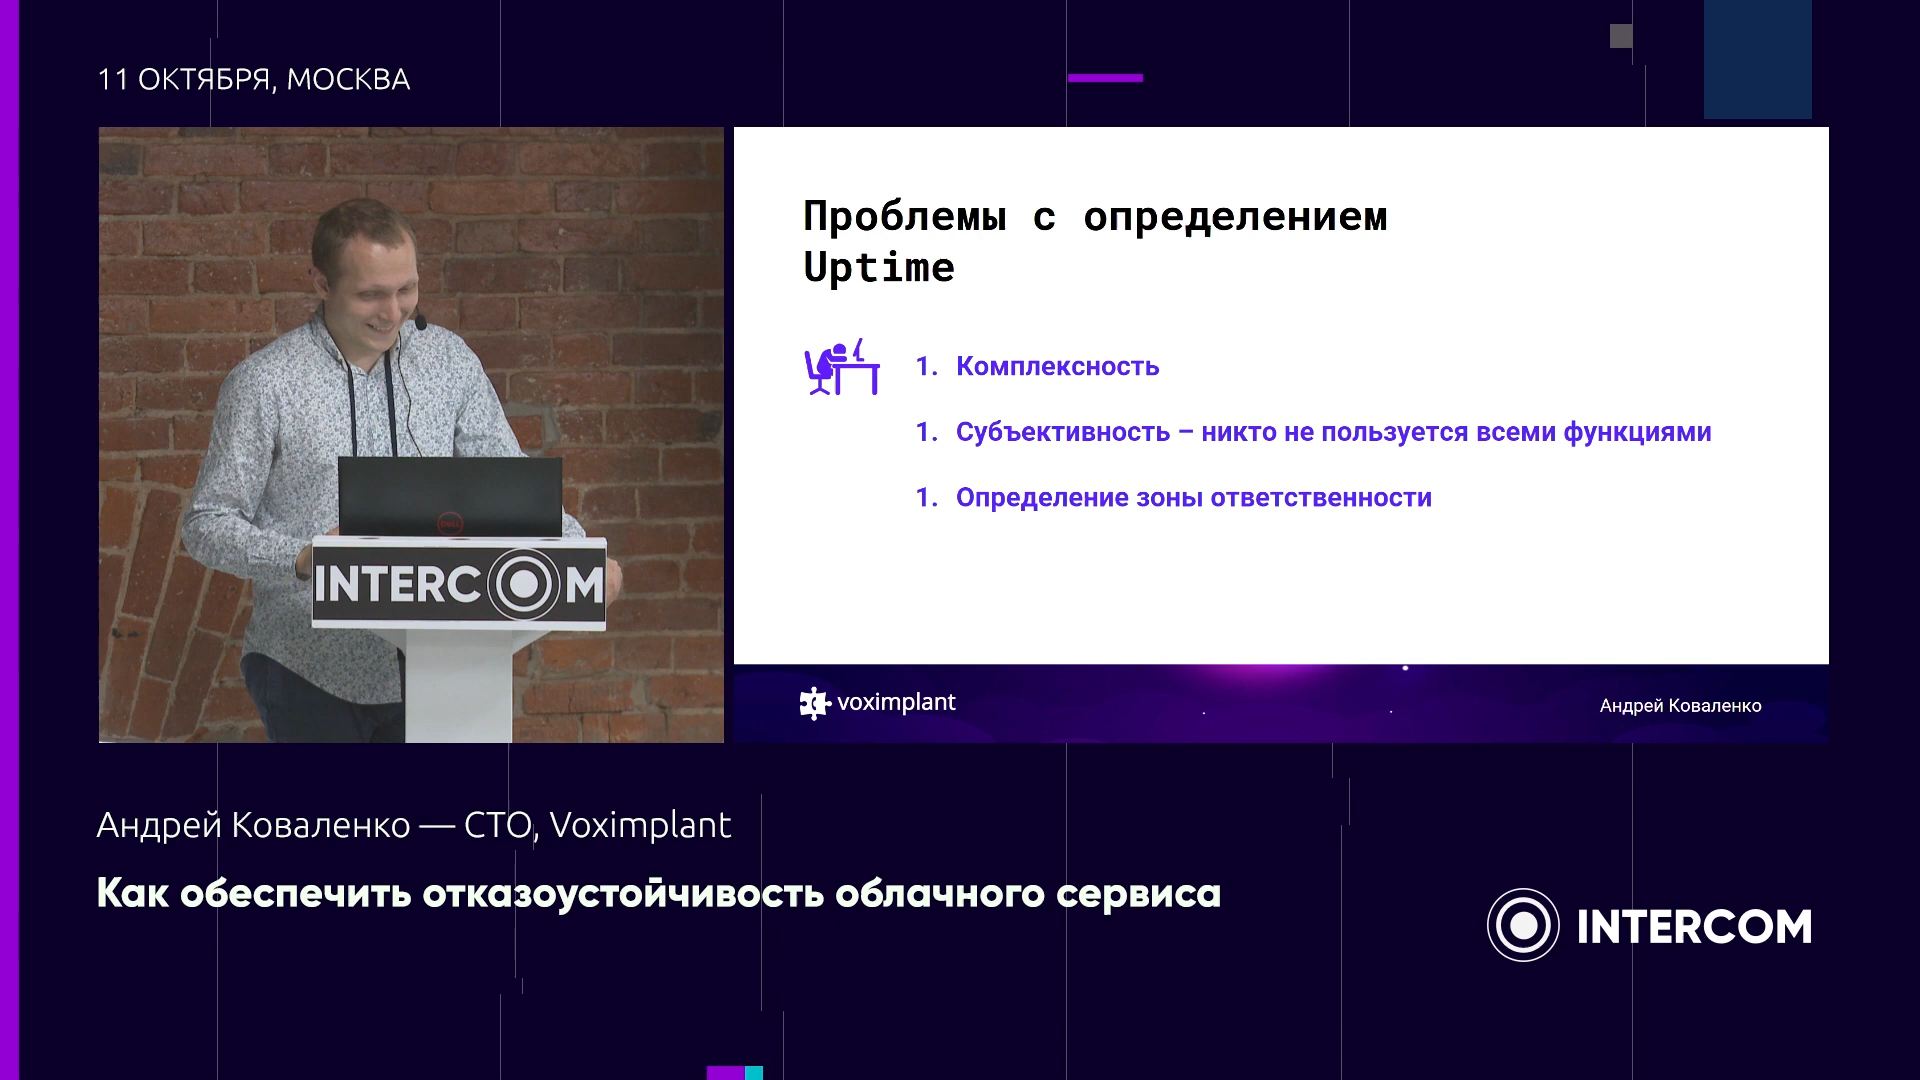 11 ОКТЯБРЯ, МОСКВА
Проблемы с определением
Uptime
1. Комплексность
1. Субъективность – никто не пользуется всеми функциями
1. Определение зоны ответственности
DELL
INTERCOM
voximplant
Андрей Коваленко
Андрей Коваленко — CTO, Voximplant
Как обеспечить отказоустойчивость облачного сервиса
INTERCOM